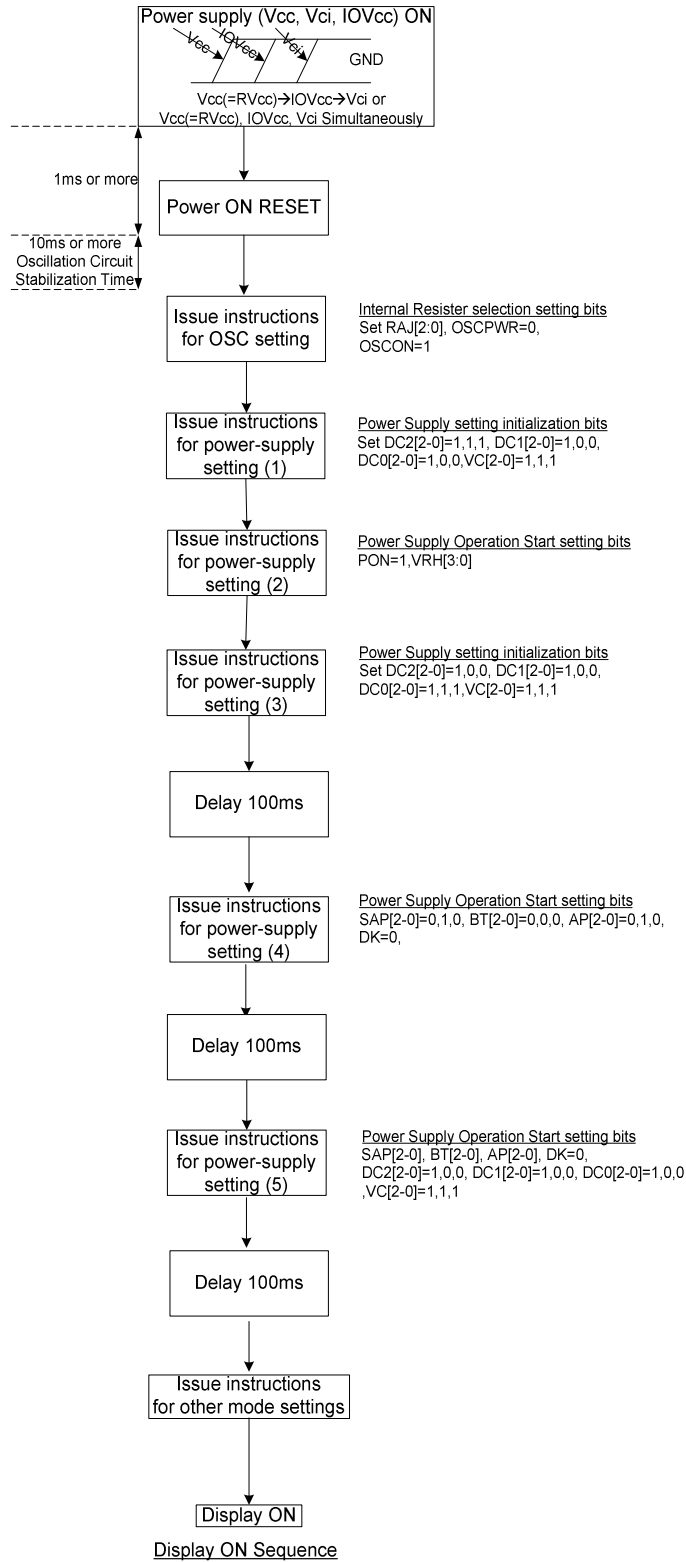 Power supply (Vcc, Vci, IOVcc) ON
Vcc
IOVcc
Vci
GND
Vcc(=RVcc)→IOVcc→Vci or
Vcc(=RVcc), IOVcc, Vci Simultaneously
1ms or more
Power ON RESET
10ms or more
Oscillation Circuit
Stabilization Time
Issue instructions
for OSC setting
Internal Resister selection setting bits
Set RAJ[2:0], OSCPWR=0,
OSCON=1
Issue instructions
for power-supply
setting (1)
Power Supply setting initialization bits
Set DC2[2-0]=1,1,1, DC1[2-0]=1,0,0,
DC0[2-0]=1,0,0,VC[2-0]=1,1,1
Issue instructions
for power-supply
setting (2)
Power Supply Operation Start setting bits
PON=1,VRH[3:0]
Issue instructions
for power-supply
setting (3)
Power Supply setting initialization bits
Set DC2[2-0]=1,0,0, DC1[2-0]=1,0,0,
DC0[2-0]=1,1,1,VC[2-0]=1,1,1
Delay 100ms
Issue instructions
for power-supply
setting (4)
Power Supply Operation Start setting bits
SAP[2-0]=0,1,0, BT[2-0]=0,0,0, AP[2-0]=0,1,0,
DK=0,
Delay 100ms
Issue instructions
for power-supply
setting (5)
Power Supply Operation Start setting bits
SAP[2-0], BT[2-0], AP[2-0], DK=0,
DC2[2-0]=1,0,0, DC1[2-0]=1,0,0, DC0[2-0]=1,0,0
,VC[2-0]=1,1,1
Delay 100ms
Issue instructions
for other mode settings
Display ON
Display ON Sequence